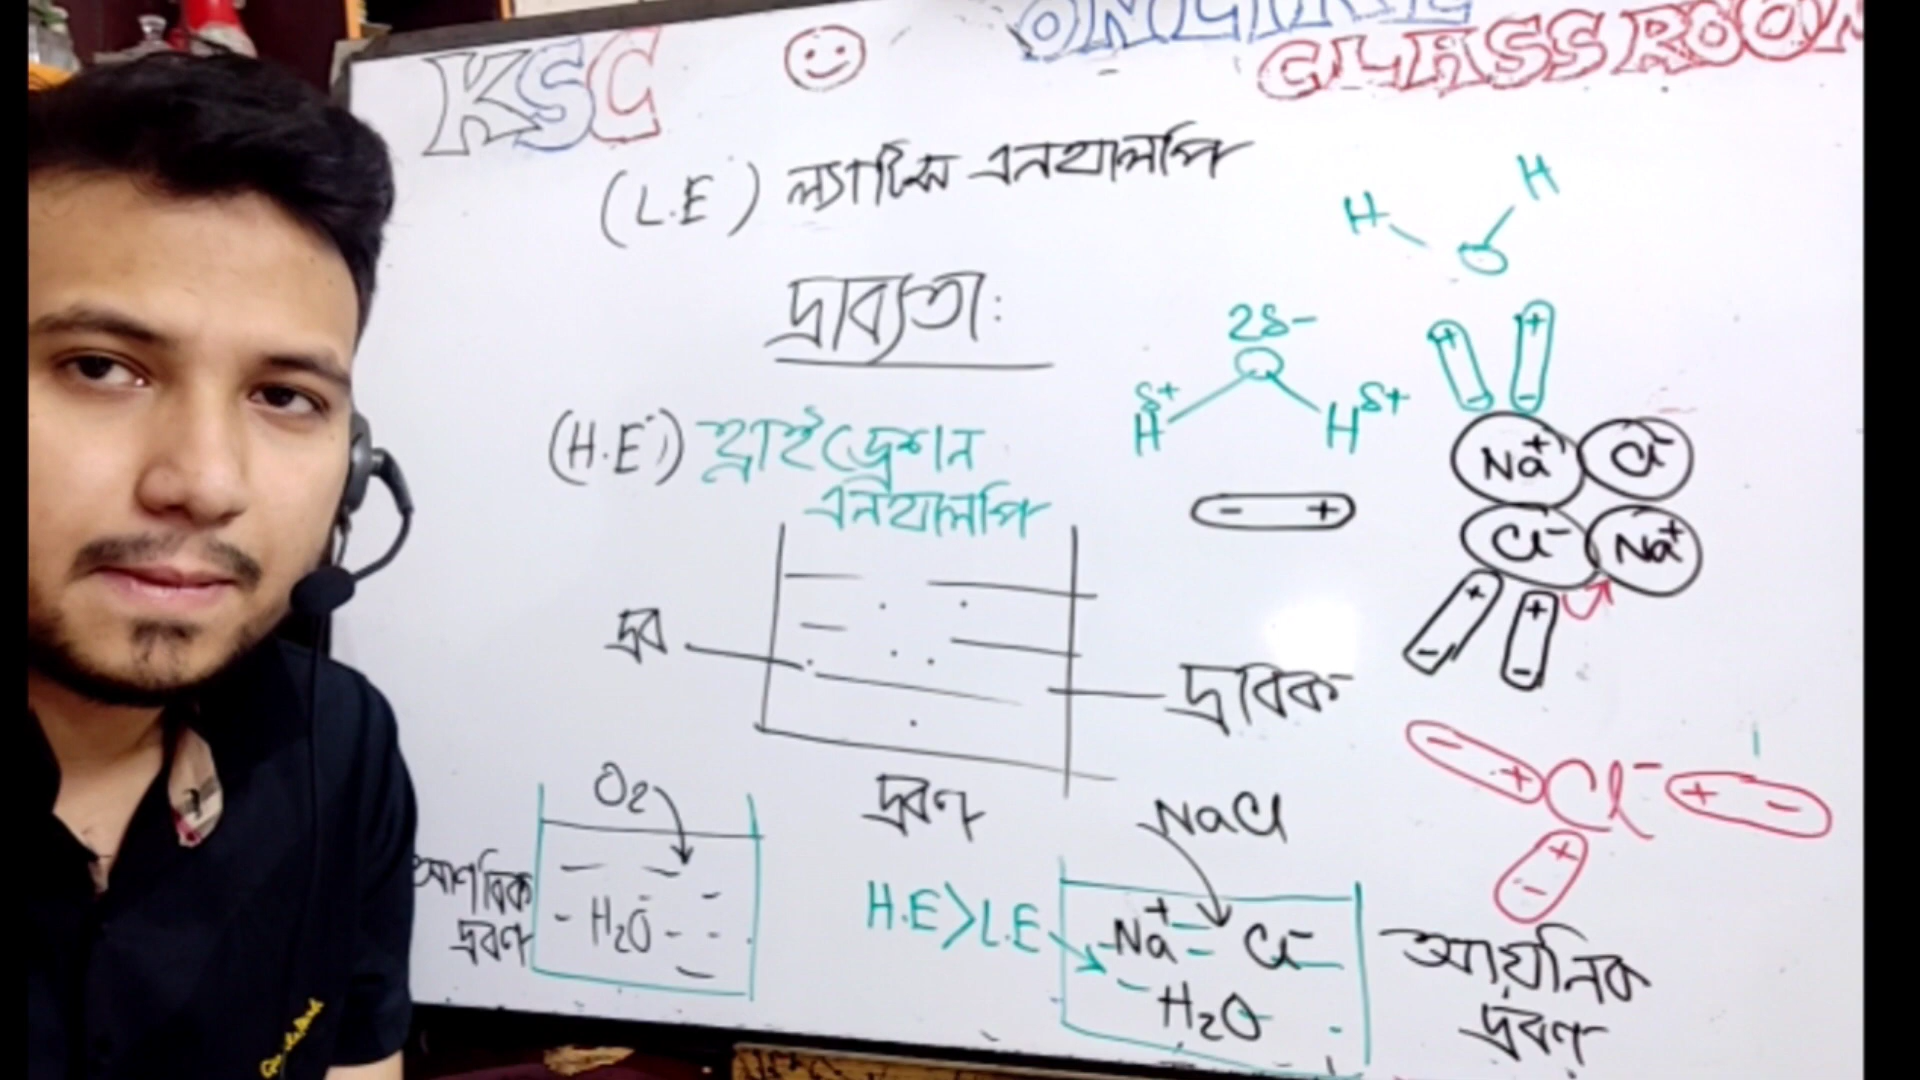 KSC
ONLINE
CLASS ROOM
(L.E) ল্যাটিস এনথালপি
দ্রাব্যতা:
(H.E) হাইড্রেশন
এনথালপি
H
H
O
2δ-
O
δ+
H
H δ+
- +
+
-
+
-
Na+ Cl-
Cl- Na+
+
-
+
-
দ্রব
দ্রাবক
দ্রবণ
O2
H2O
আণবিক
দ্রবণ
NaCl
H.E>L.E
Na+ Cl-
H2O
- + Cl- + -
+
-
আয়নিক
দ্রবণ